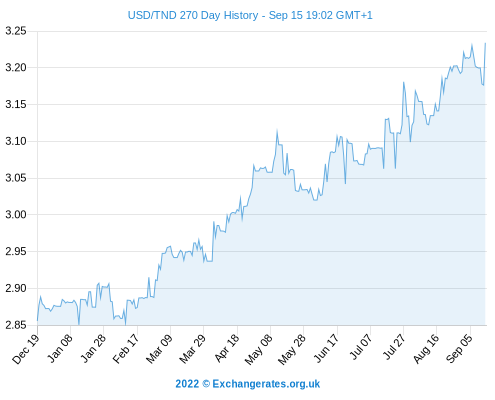 USD/TND 270 Day History - Sep 15 19:02 GMT+1
3.25
3.20
3.15
3.10
3.05
3.00
2.95
2.90
2.85
Dec 19
Jan 08
Jan 28
Feb 17
Mar 09
Mar 29
Apr 18
May 08
May 28
Jun 17
Jul 07
Jul 27
Aug 16
Sep 05
2022 © Exchangerates.org.uk